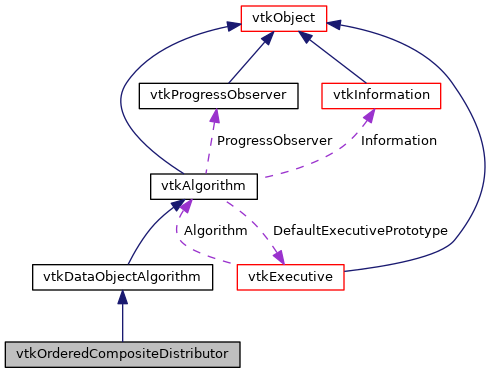 vtkObject
vtkProgressObserver
vtkInformation
ProgressObserver
Information
vtkAlgorithm
Algorithm
DefaultExecutivePrototype
vtkDataObjectAlgorithm
vtkExecutive
vtkOrderedCompositeDistributor